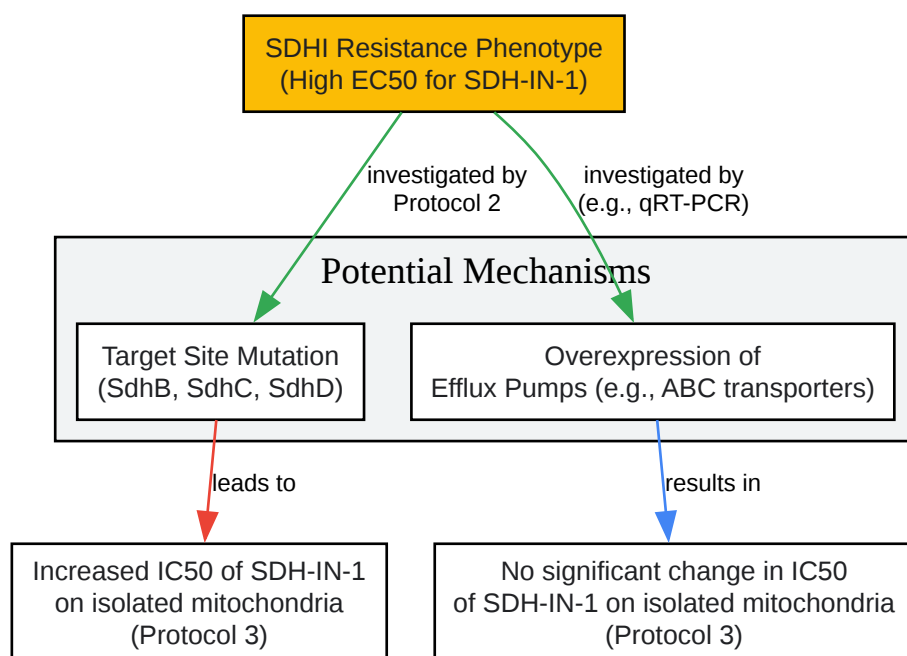 SDHI Resistance Phenotype
(High EC50 for SDH-IN-1)
investigated by
Protocol 2
investigated by
(e.g., qRT-PCR)
Potential Mechanisms
Target Site Mutation
(SdhB, SdhC, SdhD)
Overexpression of
Efflux Pumps (e.g., ABC transporters)
leads to
results in
Increased IC50 of SDH-IN-1
on isolated mitochondria
(Protocol 3)
No significant change in IC50
of SDH-IN-1 on isolated mitochondria
(Protocol 3)